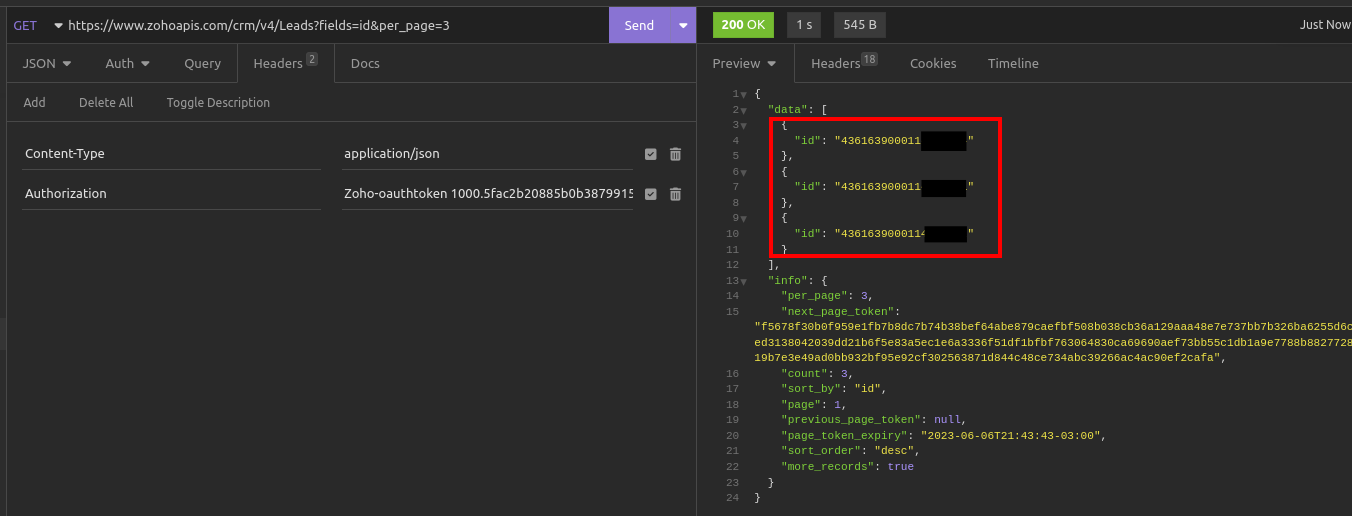 GET https://www.zohoapis.com/crm/v4/Leads?fields=id&per_page=3 Send
200 OK 1 s 545 B Just Now
JSON Auth Query Headers 2 Docs
Preview Headers 18 Cookies Timeline
Add Delete All Toggle Description
Content-Type application/json
Authorization Zoho-oauthtoken 1000.5fac2b20885b0b3879915
1 {
2 "data": [
3 {
4 "id": "436163900011 "
5 },
6 {
7 "id": "436163900011 "
8 },
9 {
10 "id": "4361639000114 "
11 }
12 ],
13 "info": {
14 "per_page": 3,
15 "next_page_token":
"f5678f30b0f959e1fb7b8dc7b74b38bef64abe879caefbf508b038cb36a129aaa48e7e737bb7b326ba6255d6c
ed3138042039dd21b6f5e83a5ec1e6a3336f51df1bfbf763064830ca69690aef73bb55c1db1a9e7788b8827728
19b7e3e49ad0bb932bf95e92cf302563871d844c48ce734abc39266ac4ac90ef2cafa",
16 "count": 3,
17 "sort_by": "id",
18 "page": 1,
19 "previous_page_token": null,
20 "page_token_expiry": "2023-06-06T21:43:43-03:00",
21 "sort_order": "desc",
22 "more_records": true
23 }
24 }